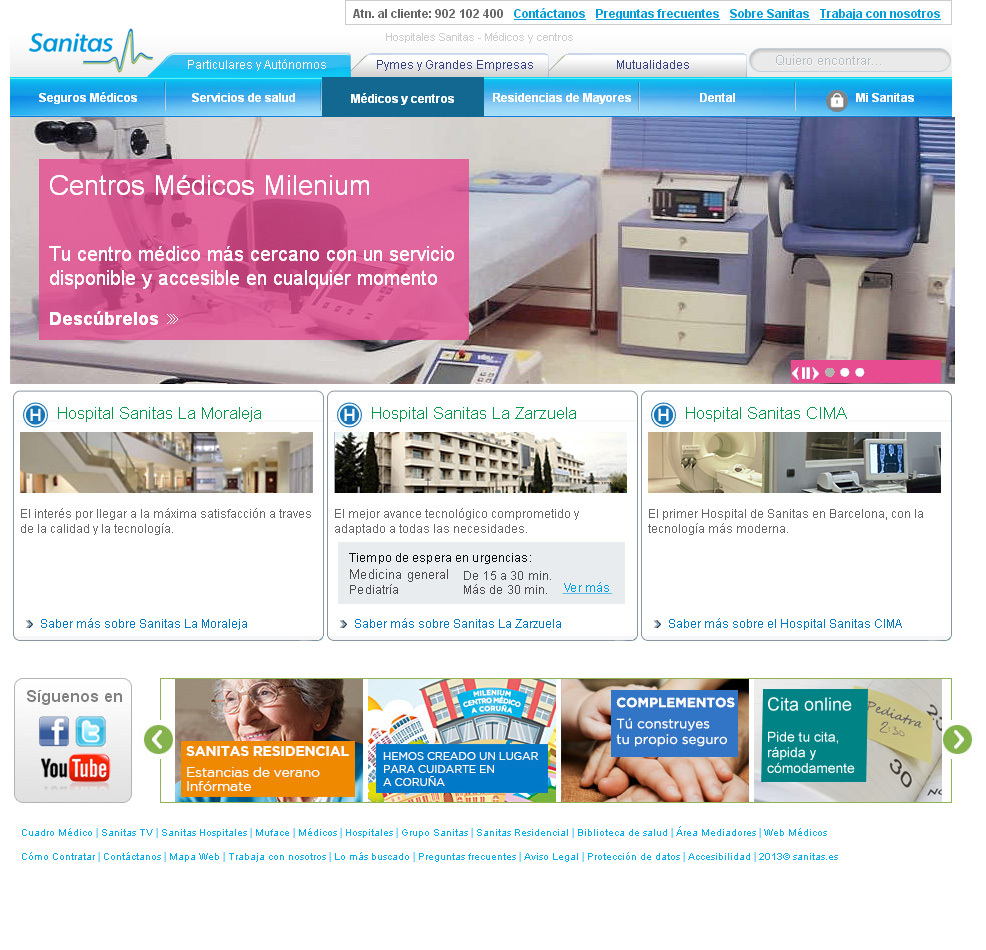 Atn. al cliente: 902 102 400 Contáctanos Preguntas frecuentes Sobre Sanitas Trabaja con nosotros
Sanitas
Hospitales Sanitas - Médicos y centros
Particulares y Autónomos Pymes y Grandes Empresas Mutualidades Quiero encontrar...
Seguros Médicos Servicios de salud Médicos y centros Residencias de Mayores Dental Mi Sanitas
Centros Médicos Milenium
Tu centro médico más cercano con un servicio
disponible y accesible en cualquier momento
Descúbrelos
H Hospital Sanitas La Moraleja
El interés por llegar a la máxima satisfacción a traves
de la calidad y la tecnología.
Saber más sobre Sanitas La Moraleja
H Hospital Sanitas La Zarzuela
El mejor avance tecnológico comprometido y
adaptado a todas las necesidades.
Tiempo de espera en urgencias:
Medicina general De 15 a 30 min.
Pediatría Más de 30 min. Ver más
Saber más sobre Sanitas La Zarzuela
H Hospital Sanitas CIMA
El primer Hospital de Sanitas en Barcelona, con la
tecnología más moderna.
Saber más sobre el Hospital Sanitas CIMA
Síguenos en
f t
YouTube
SANITAS RESIDENCIAL
Estancias de verano
Infórmate
MILENIUM
CENTRO MÉDICO
A CORUÑA
HEMOS CREADO UN LUGAR
PARA CUIDARTE EN
A CORUÑA
COMPLEMENTOS
Tú construyes
tu propio seguro
Cita online
Pide tu cita,
rápida y
cómodamente
Pediatra
2:30
30
Cuadro Médico | Sanitas TV | Sanitas Hospitales | Muface | Médicos | Hospitales | Grupo Sanitas | Sanitas Residencial | Biblioteca de salud | Área Mediadores | Web Médicos
Cómo Contratar | Contáctanos | Mapa Web | Trabaja con nosotros | Lo más buscado | Preguntas frecuentes | Aviso Legal | Protección de datos | Accesibilidad | 2013© sanitas.es